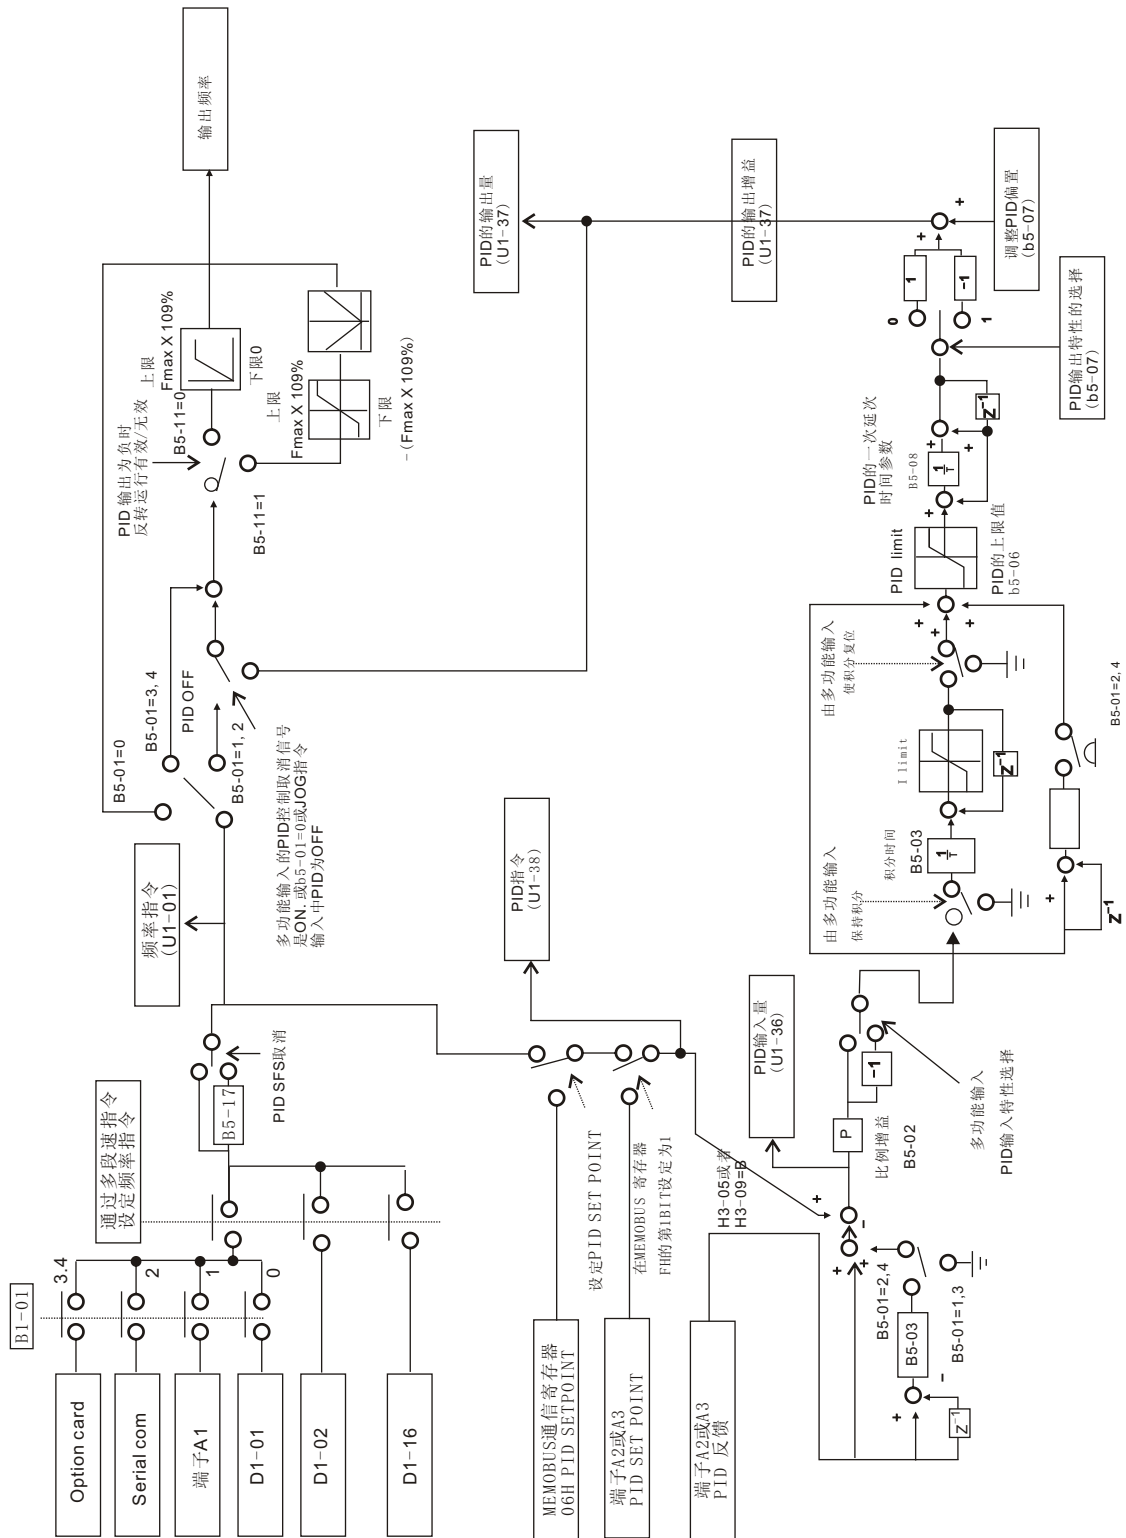 Option card
Serial com
端子A1
D1-01
D1-02
D1-16
MEMOBUS通信寄存器
06H PID SETPOINT
端子A2或A3
PID SET POINT
端子A2或A3
PID 反馈
B1-01
3.4
2
1
0
通过多段速指令
设定频率指令
B5-17
PID SFS取消
频率指令
(U1-01)
B5-01=0
B5-01=3, 4
PID OFF
B5-01=1, 2
多功能输入的PID控制取消信号
是ON. 或b5-01=0或JOG指令
输入中PID为OFF
PID 输出为负时
反转运行有效/无效
B5-11=0
B5-11=1
上限
Fmax X 109%
下限0
上限
Fmax X 109%
下限
-(Fmax X 109%)
输出频率
设定PID SET POINT
在MEMOBUS 寄存器
FH的第1BIT设定为1
PID指令
(U1-38)
H3-05或者
H3-09=B
PID输入量
(U1-36)
PID的输出量
(U1-37)
PID的输出增益
(U1-37)
+
-
+
+
B5-01=2,4
B5-03
B5-01=1,3
+
-
Z-1
P
比例增益
B5-02
-1
多功能输入
PID输入特性选择
由多功能输入
保持积分
积分时间
B5-03
1
T
I limit
Z-1
由多功能输入
使积分复位
+
Z-1
B5-01=2, 4
+
+
+
PID limit
PID的上限值
b5-06
PID的一次延次
时间参数
B5-08
+
1
T
+
+
Z-1
0
1
1
-1
PID输出特性的选择
(b5-07)
+
+
调整PID偏置
(b5-07)